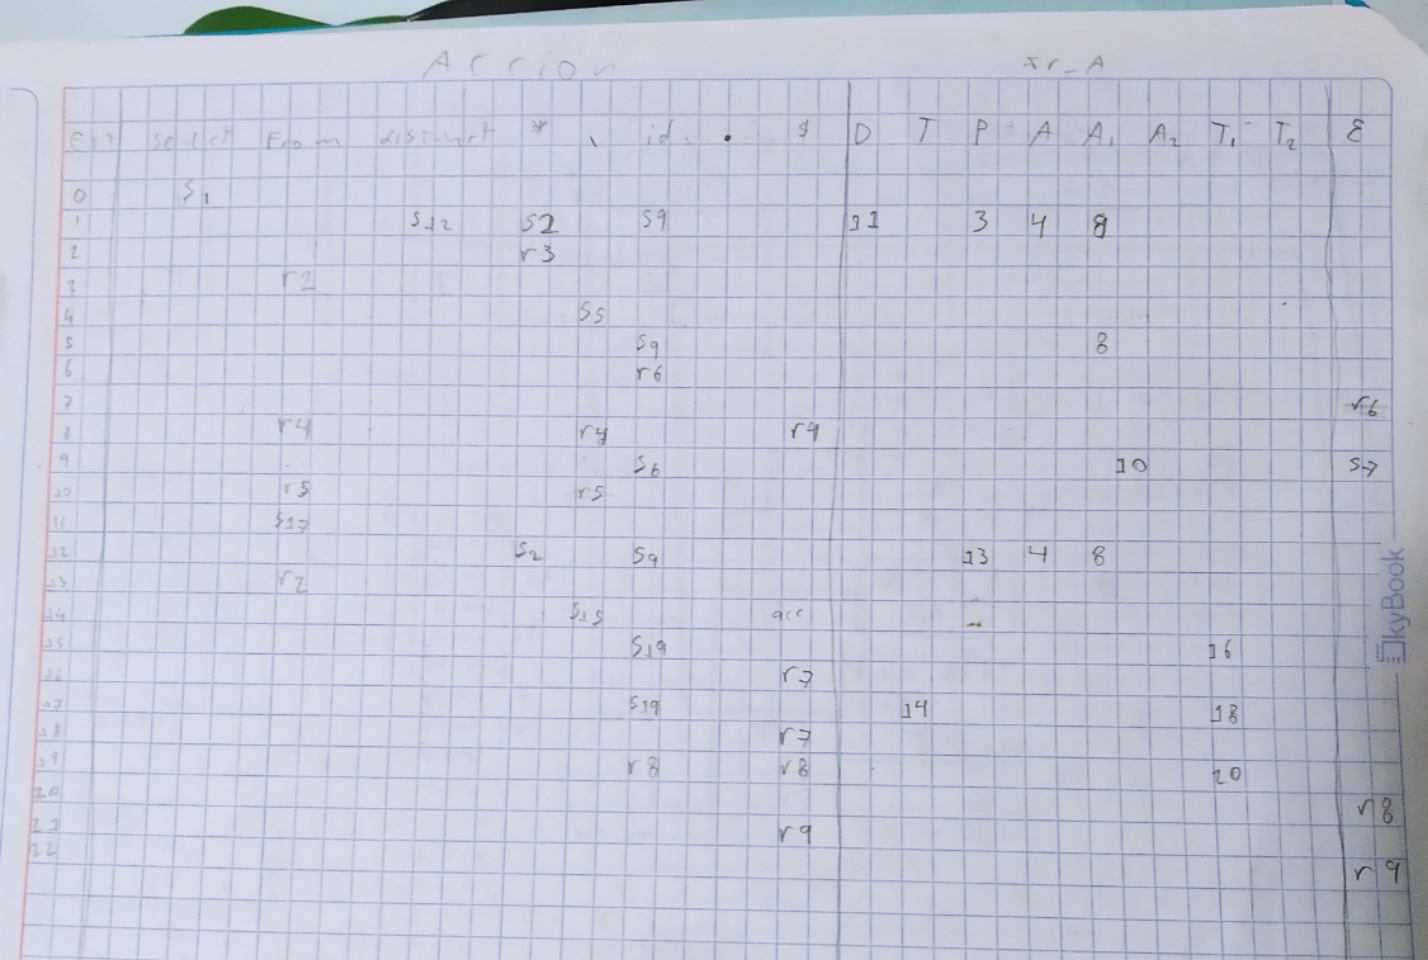 Accion Ir_A
Est select From distinct * , id . $ D T P A A1 A2 T1 T2 ε
0 S1
1 S12 S2 S9 11 3 4 8
2 r3
3 r2
4 S5
5 S9 8
6 r6
7 r6
8 r4 r4 r4
9 S6 10 S7
10 r5 r5
11 S17
12 S2 S9 13 4 8
13 r2
14 S15 acc
15 S19 16
16 r7
17 S19 14 18
18 r7
19 r8 r8 20
20 r8
21 r9
22 r9
SkyBook